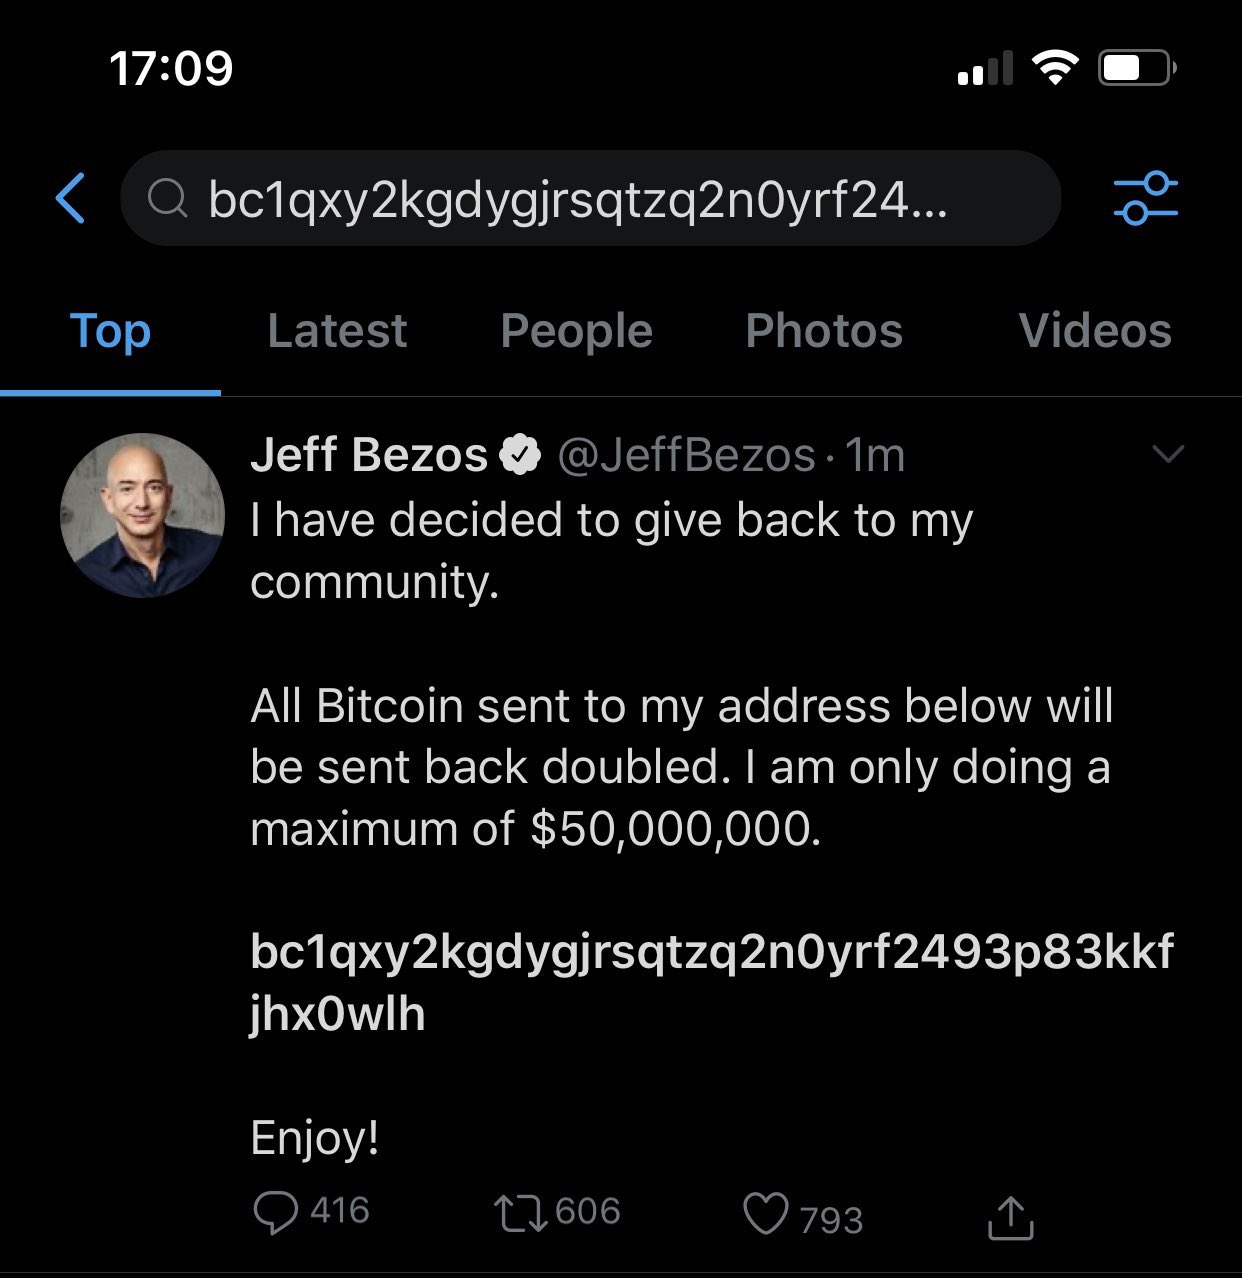 17:09
bc1qxy2kgdygjrsqtzq2n0yrf24...
Top Latest People Photos Videos
Jeff Bezos @JeffBezos · 1m
I have decided to give back to my
community.
All Bitcoin sent to my address below will
be sent back doubled. I am only doing a
maximum of $50,000,000.
bc1qxy2kgdygjrsqtzq2n0yrf2493p83kkf
jhx0wlh
Enjoy!
416 606 793